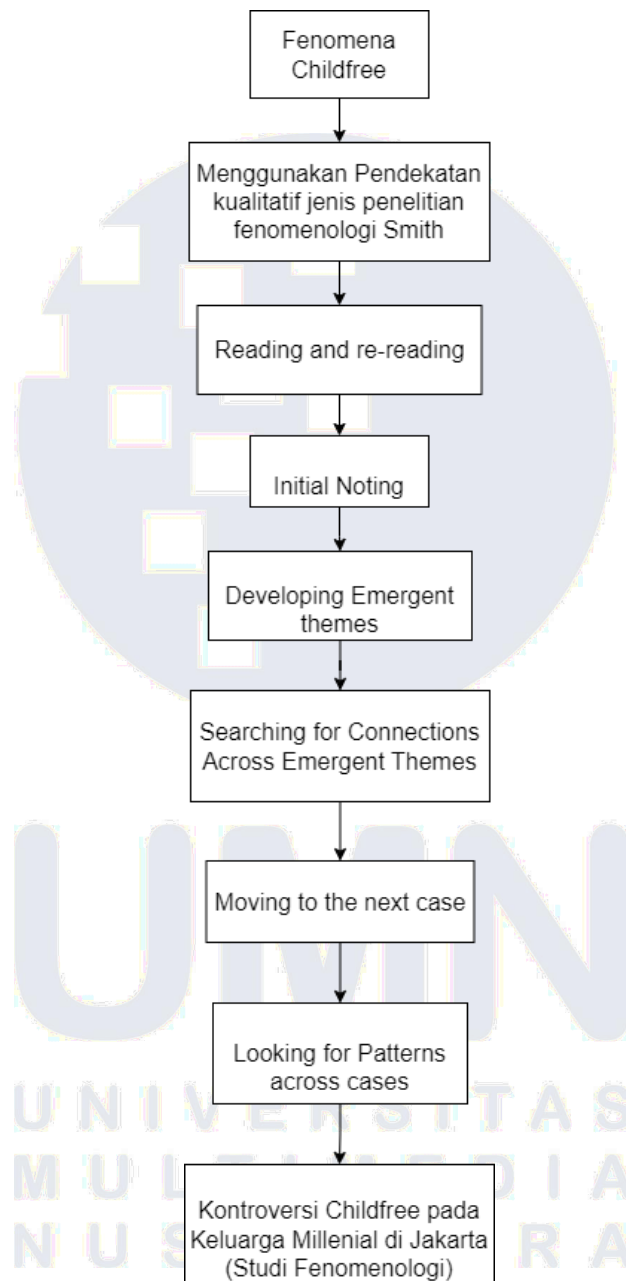 Fenomena
Childfree
Menggunakan Pendekatan
kualitatif jenis penelitian
fenomenologi Smith
Reading and re-reading
Initial Noting
Developing Emergent
themes
Searching for Connections
Across Emergent Themes
Moving to the next case
Looking for Patterns
across cases
Kontroversi Childfree pada
Keluarga Millenial di Jakarta
(Studi Fenomenologi)
UMN
UNIVERSITAS
MULTIMEDIA
NUSANTARA